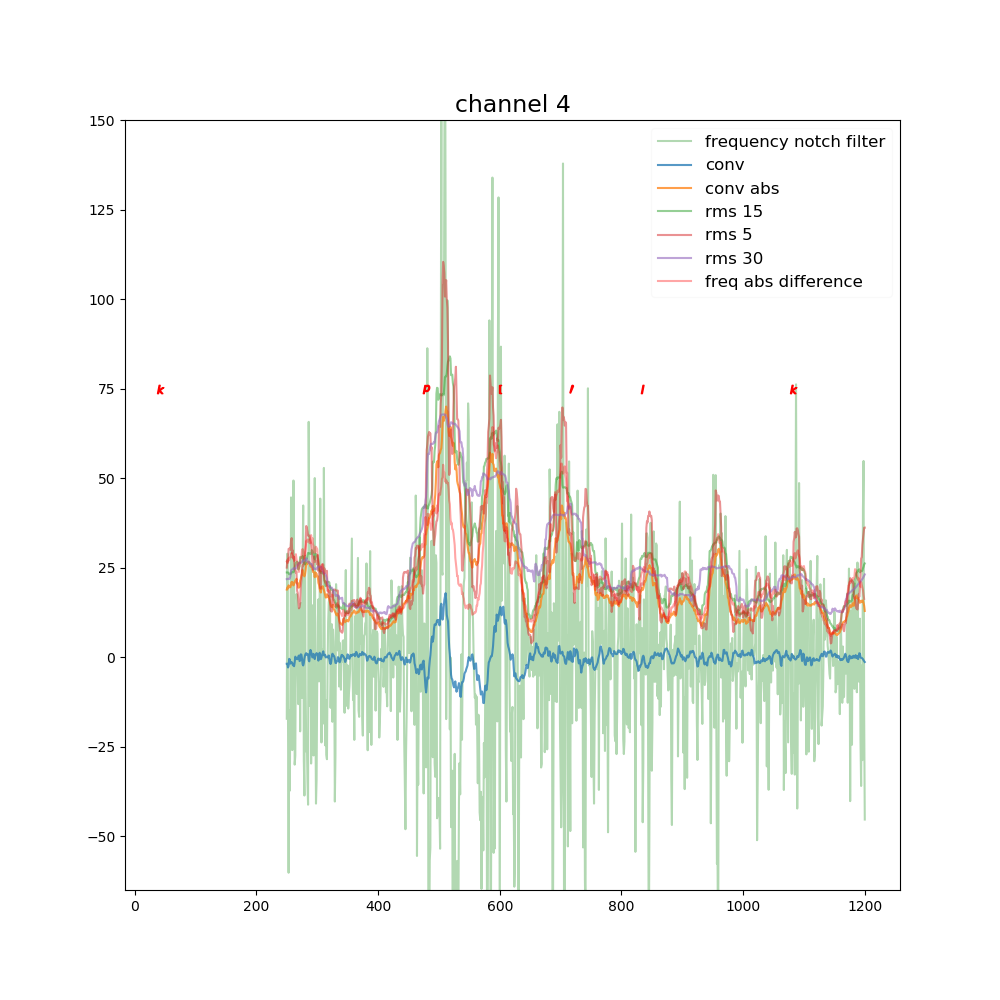 channel 4
150
125
100
75
50
25
0
−25
−50
frequency notch filter
conv
conv abs
rms 15
rms 5
rms 30
freq abs difference
k p l k
0 200 400 600 800 1000 1200